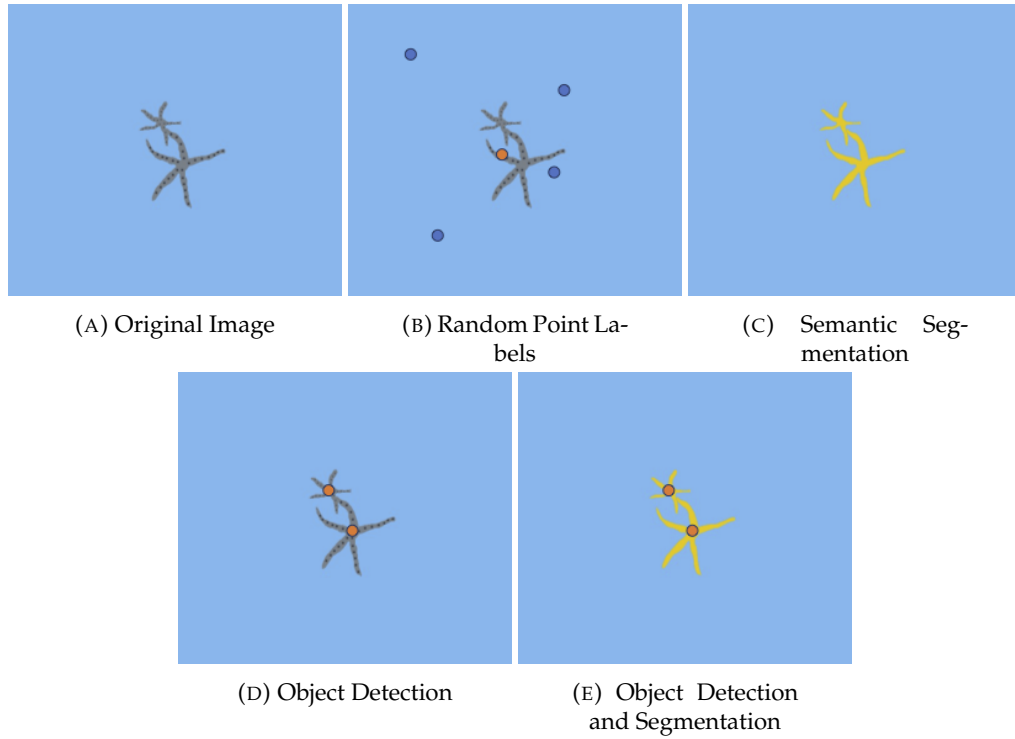 (A) Original Image
(B) Random Point La-
bels
(C) Semantic Seg-
mentation
(D) Object Detection
(E) Object Detection
and Segmentation